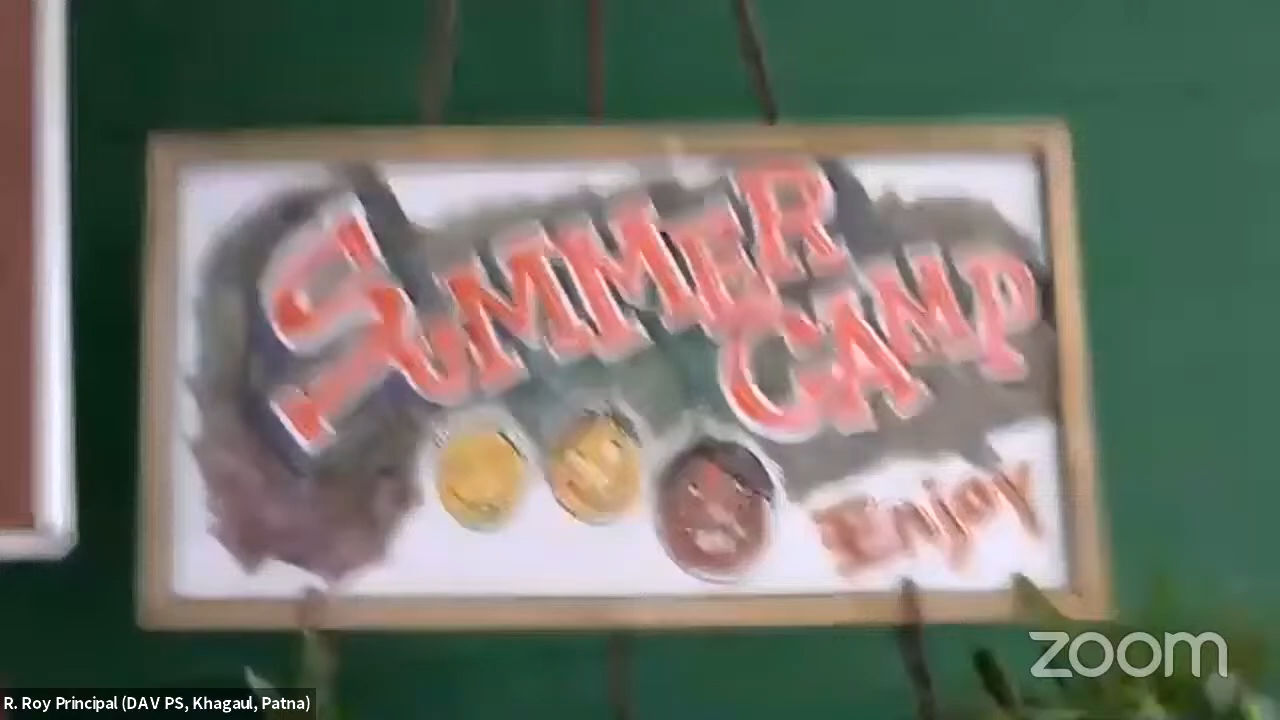 SUMMER
CAMP
Enjoy
zoom
R. Roy Principal (DAV PS, Khagaul, Patna)